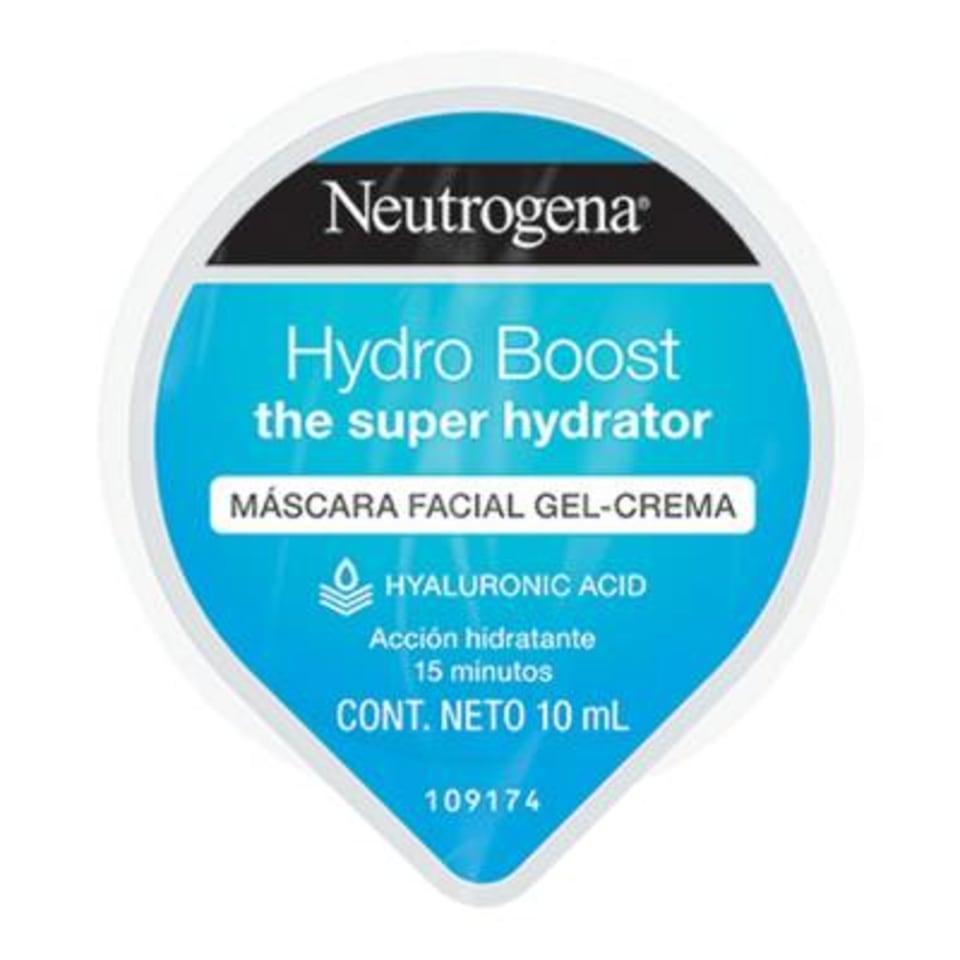 Neutrogena®
Hydro Boost
the super hydrator
MÁSCARA FACIAL GEL-CREMA
HYALURONIC ACID
Acción hidratante
15 minutos
CONT. NETO 10 mL
109174